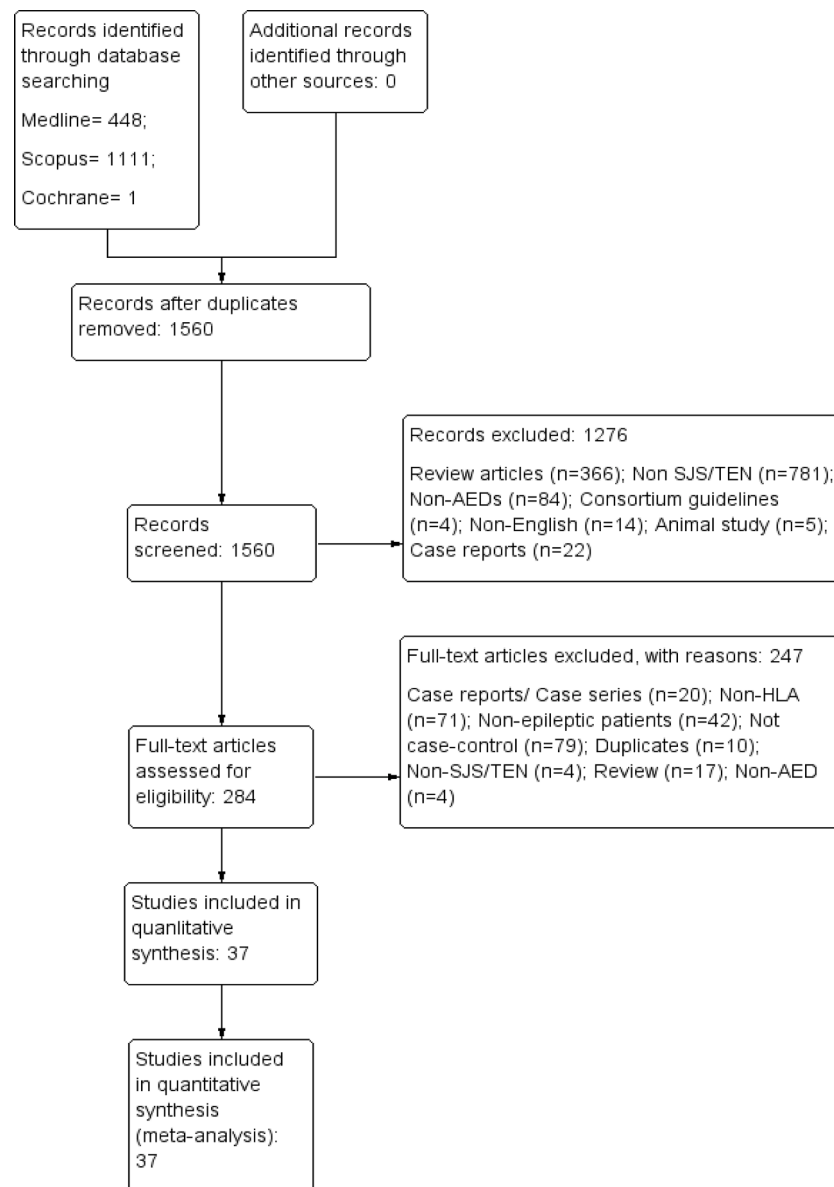 Records identified
through database
searching
Medline= 448;
Scopus= 1111;
Cochrane= 1
Additional records
identified through
other sources: 0
Records after duplicates
removed: 1560
Records
screened: 1560
Records excluded: 1276
Review articles (n=366); Non SJS/TEN (n=781);
Non-AEDs (n=84); Consortium guidelines
(n=4); Non-English (n=14); Animal study (n=5);
Case reports (n=22)
Full-text articles
assessed for
eligibility: 284
Full-text articles excluded, with reasons: 247
Case reports/ Case series (n=20); Non-HLA
(n=71); Non-epileptic patients (n=42); Not
case-control (n=79); Duplicates (n=10);
Non-SJS/TEN (n=4); Review (n=17); Non-AED
(n=4)
Studies included in
quanlitative
synthesis: 37
Studies included
in quantitative
synthesis
(meta-analysis):
37